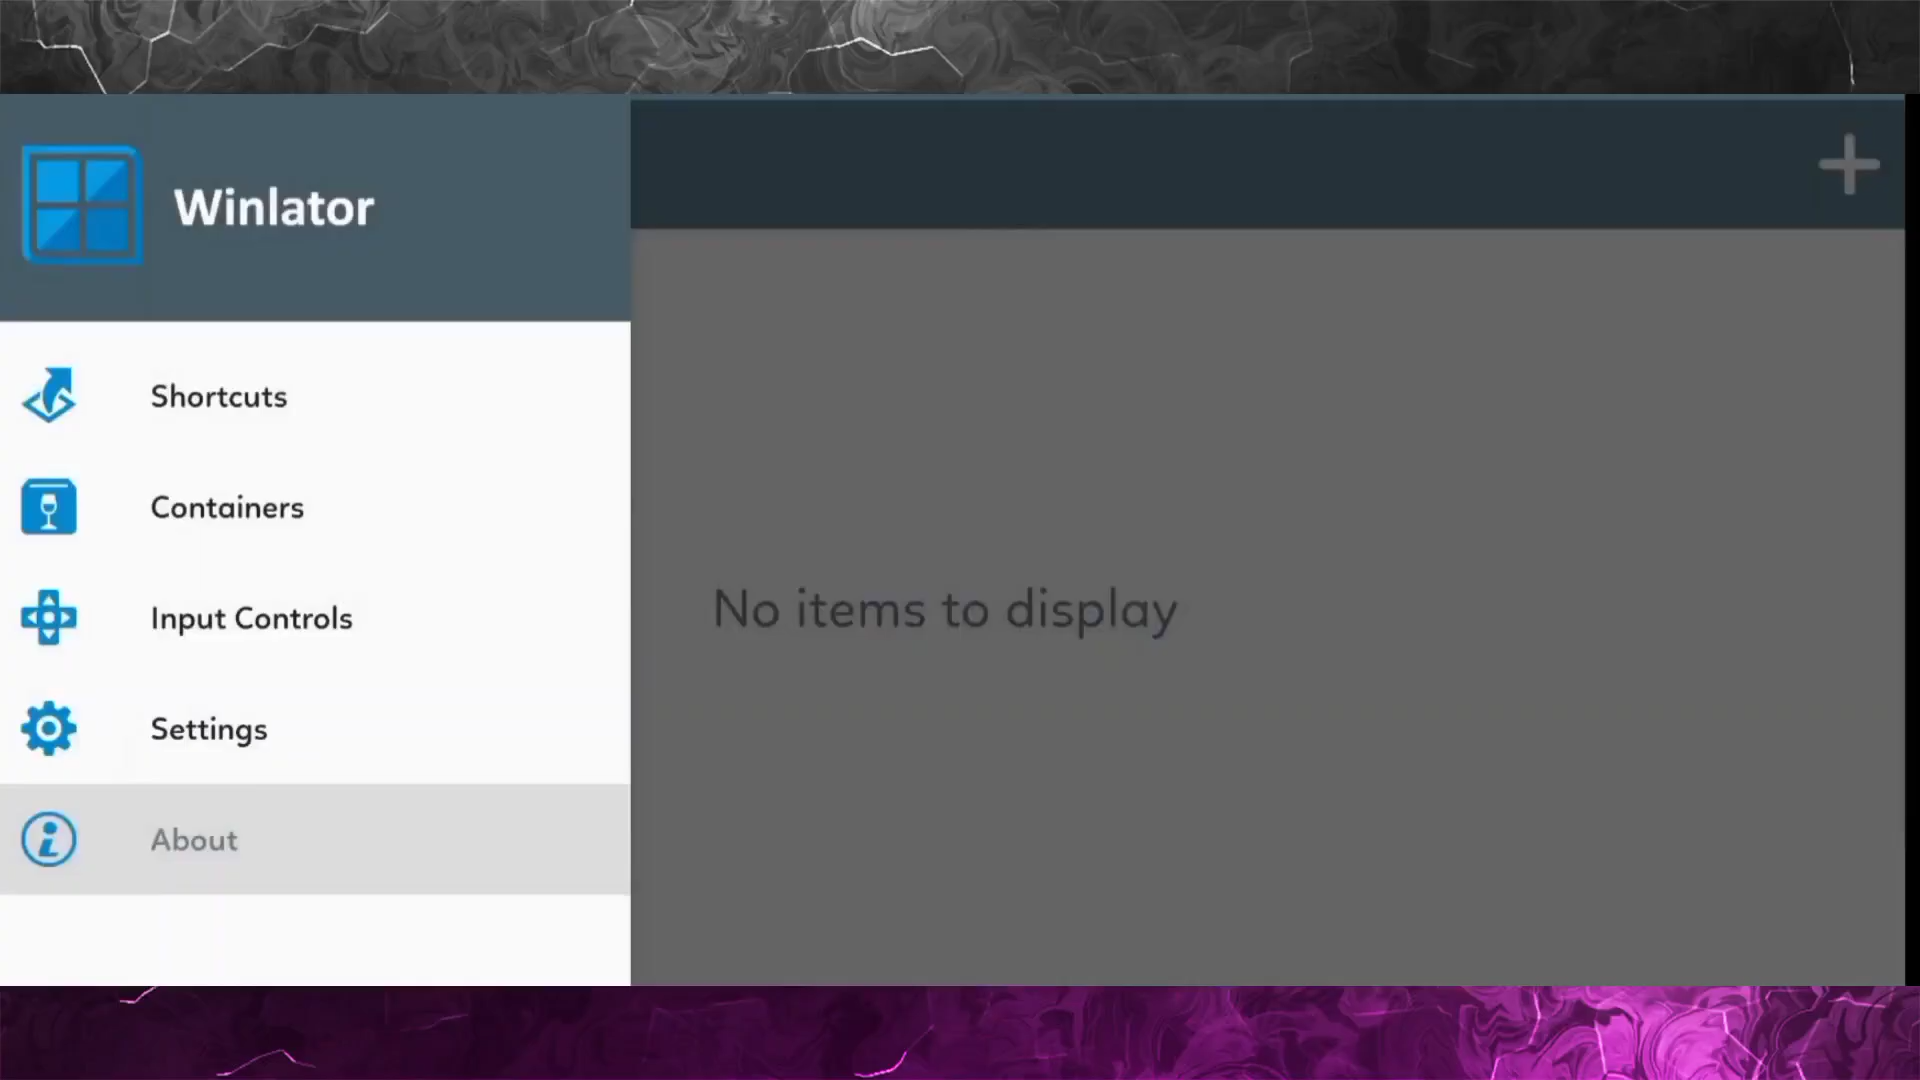 Winlator
Shortcuts
Containers
Input Controls
Settings
About
No items to display